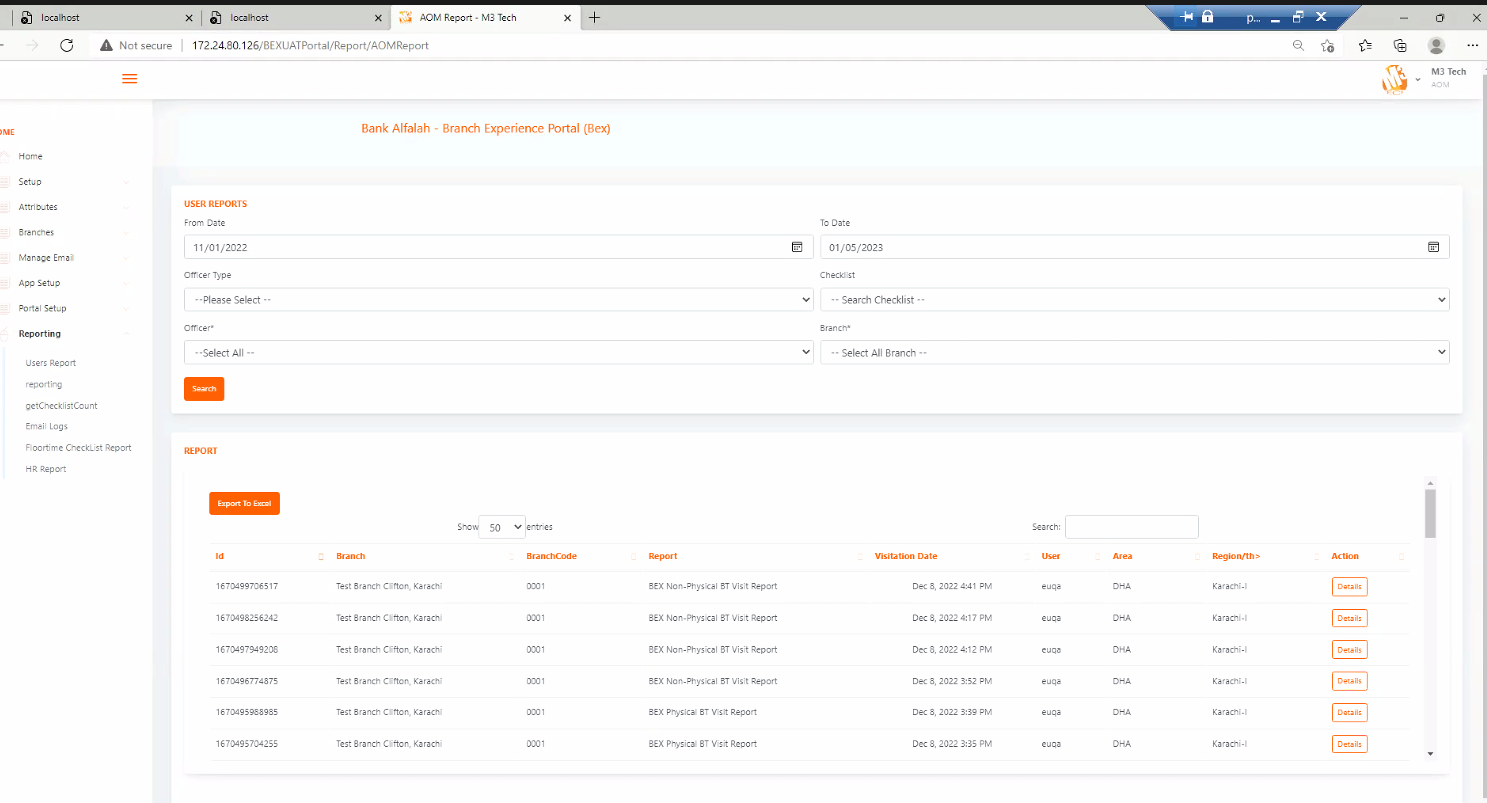 localhost
localhost
AOM Report - M3 Tech
p...
Not secure
172.24.80.126/BEXUATPortal/Report/AOMReport
M3 Tech
AOM
Bank Alfalah - Branch Experience Portal (Bex)
OME
Home
Setup
Attributes
Branches
Manage Email
App Setup
Portal Setup
Reporting
Users Report
reporting
getChecklistCount
Email Logs
Floortime CheckList Report
HR Report
USER REPORTS
From Date To Date
11/01/2022 01/05/2023
Officer Type Checklist
--Please Select -- -- Search Checklist --
Officer* Branch*
--Select All -- -- Select All Branch --
Search
REPORT
Export To Excel
Show 50 entries Search:
Id Branch BranchCode Report Visitation Date User Area Region/th> Action
1670499706517 Test Branch Clifton, Karachi 0001 BEX Non-Physical BT Visit Report Dec 8, 2022 4:41 PM euqa DHA Karachi-I Details
1670498256242 Test Branch Clifton, Karachi 0001 BEX Non-Physical BT Visit Report Dec 8, 2022 4:17 PM euqa DHA Karachi-I Details
1670497949208 Test Branch Clifton, Karachi 0001 BEX Non-Physical BT Visit Report Dec 8, 2022 4:12 PM euqa DHA Karachi-I Details
1670496774875 Test Branch Clifton, Karachi 0001 BEX Non-Physical BT Visit Report Dec 8, 2022 3:52 PM euqa DHA Karachi-I Details
1670495988985 Test Branch Clifton, Karachi 0001 BEX Physical BT Visit Report Dec 8, 2022 3:39 PM euqa DHA Karachi-I Details
1670495704255 Test Branch Clifton, Karachi 0001 BEX Physical BT Visit Report Dec 8, 2022 3:35 PM euqa DHA Karachi-I Details